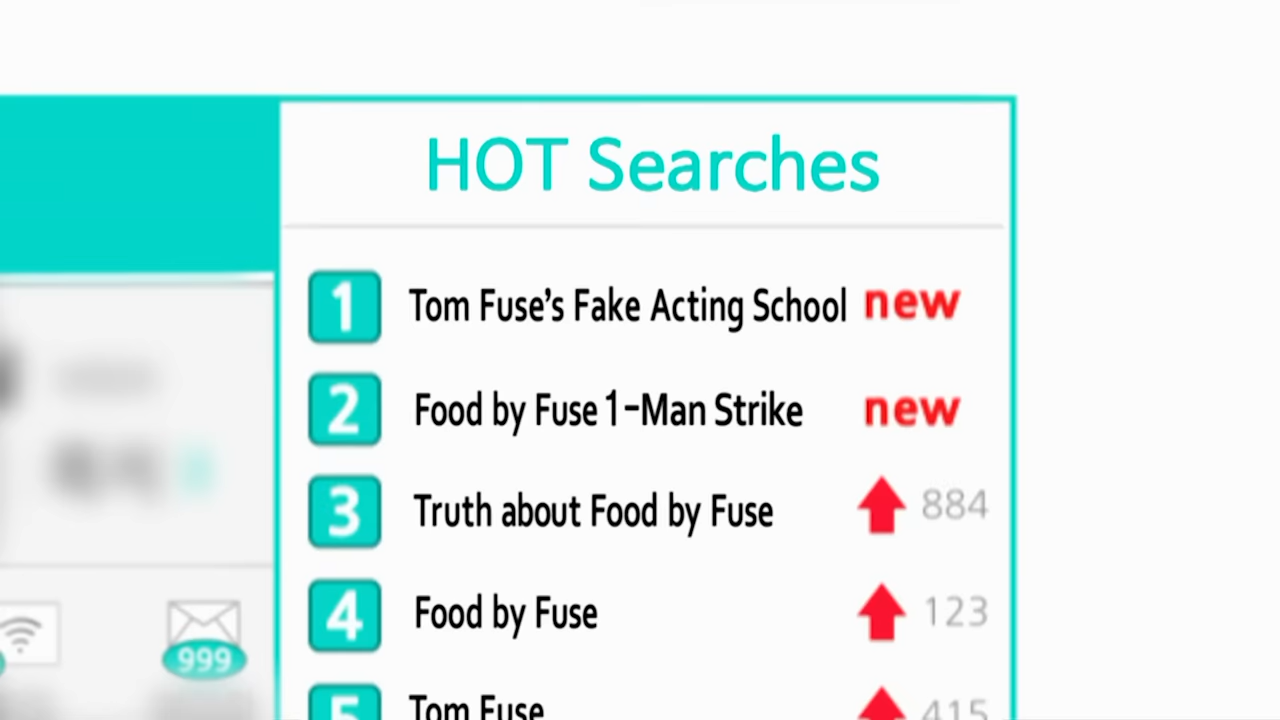 HOT Searches
1 Tom Fuse's Fake Acting School new
2 Food by Fuse 1-Man Strike new
3 Truth about Food by Fuse 884
4 Food by Fuse 123
5 Tom Fuse 415
999